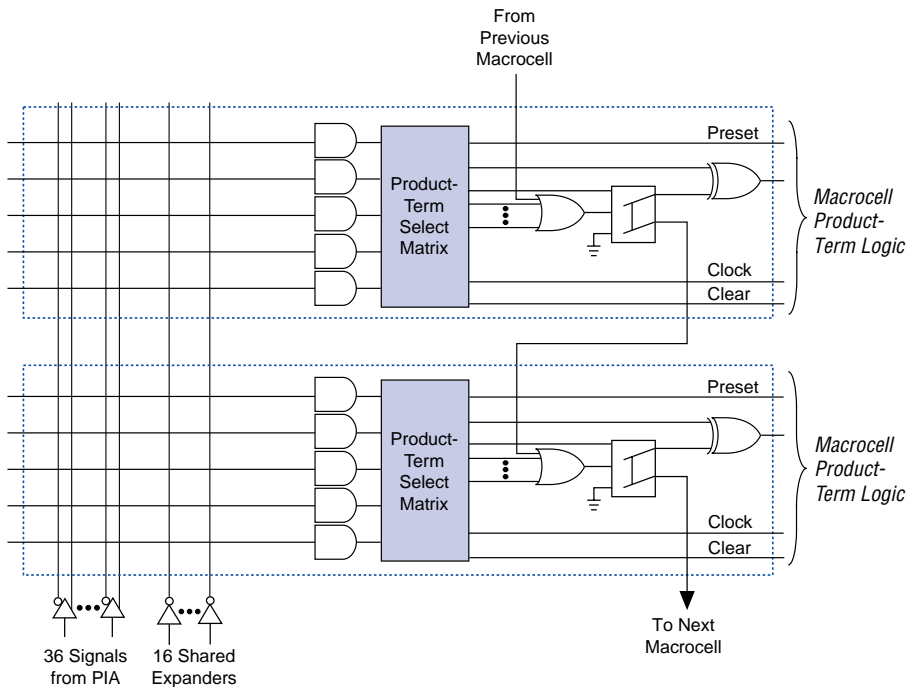 From
Previous
Macrocell
Preset
Product-
Term
Select
Matrix
Macrocell
Product-
Term Logic
Clock
Clear
Preset
Product-
Term
Select
Matrix
Macrocell
Product-
Term Logic
Clock
Clear
36 Signals
from PIA
16 Shared
Expanders
To Next
Macrocell